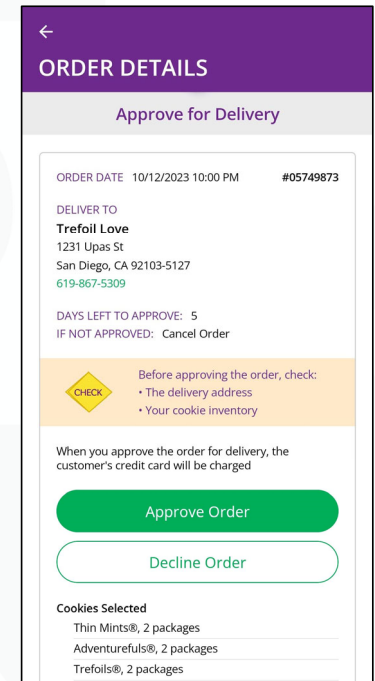 ORDER DETAILS
Approve for Delivery
ORDER DATE 10/12/2023 10:00 PM #05749873
DELIVER TO
Trefoil Love
1231 Upas St
San Diego, CA 92103-5127
619-867-5309
DAYS LEFT TO APPROVE: 5
IF NOT APPROVED: Cancel Order
CHECK
Before approving the order, check:
• The delivery address
• Your cookie inventory
When you approve the order for delivery, the
customer's credit card will be charged
Approve Order
Decline Order
Cookies Selected
Thin Mints®, 2 packages
Adventurefuls®, 2 packages
Trefoils®, 2 packages